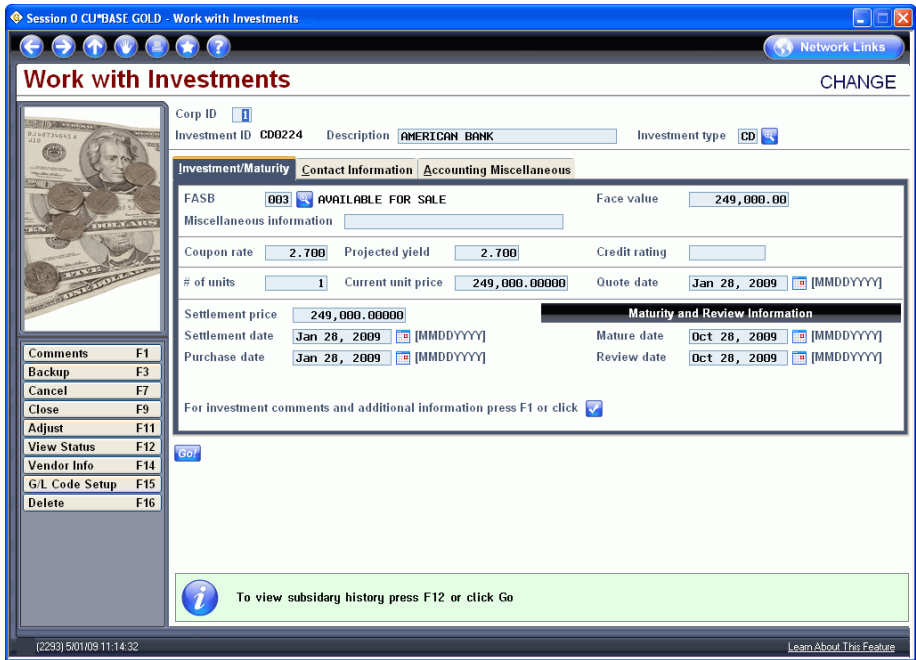 Session 0 CU*BASE GOLD - Work with Investments
Network Links
Work with Investments
CHANGE
Corp ID 1
Investment ID CD0224 Description AMERICAN BANK Investment type CD
Investment/Maturity Contact Information Accounting Miscellaneous
FASB 003 AVAILABLE FOR SALE Face value 249,000.00
Miscellaneous information
Coupon rate 2.700 Projected yield 2.700 Credit rating
# of units 1 Current unit price 249,000.00000 Quote date Jan 28, 2009 [MMDDYYYY]
Settlement price 249,000.00000 Maturity and Review Information
Settlement date Jan 28, 2009 [MMDDYYYY] Mature date Oct 28, 2009 [MMDDYYYY]
Purchase date Jan 28, 2009 [MMDDYYYY] Review date Oct 28, 2009 [MMDDYYYY]
For investment comments and additional information press F1 or click
Comments F1
Backup F3
Cancel F7
Close F9
Adjust F11
View Status F12
Vendor Info F14
G/L Code Setup F15
Delete F16
Go!
To view subsidary history press F12 or click Go
(2293) 5/01/09 11:14:32
Learn About This Feature